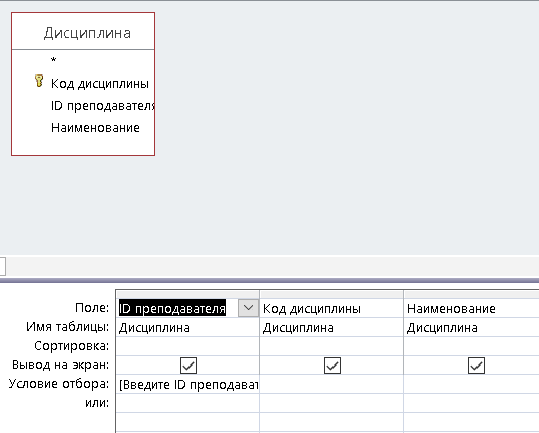 Дисциплина
*
Код дисциплины
ID преподавателя
Наименование
Поле: ID преподавателя Код дисциплины Наименование
Имя таблицы: Дисциплина Дисциплина Дисциплина
Сортировка:
Вывод на экран:
Условие отбора: [Введите ID преподават
или: